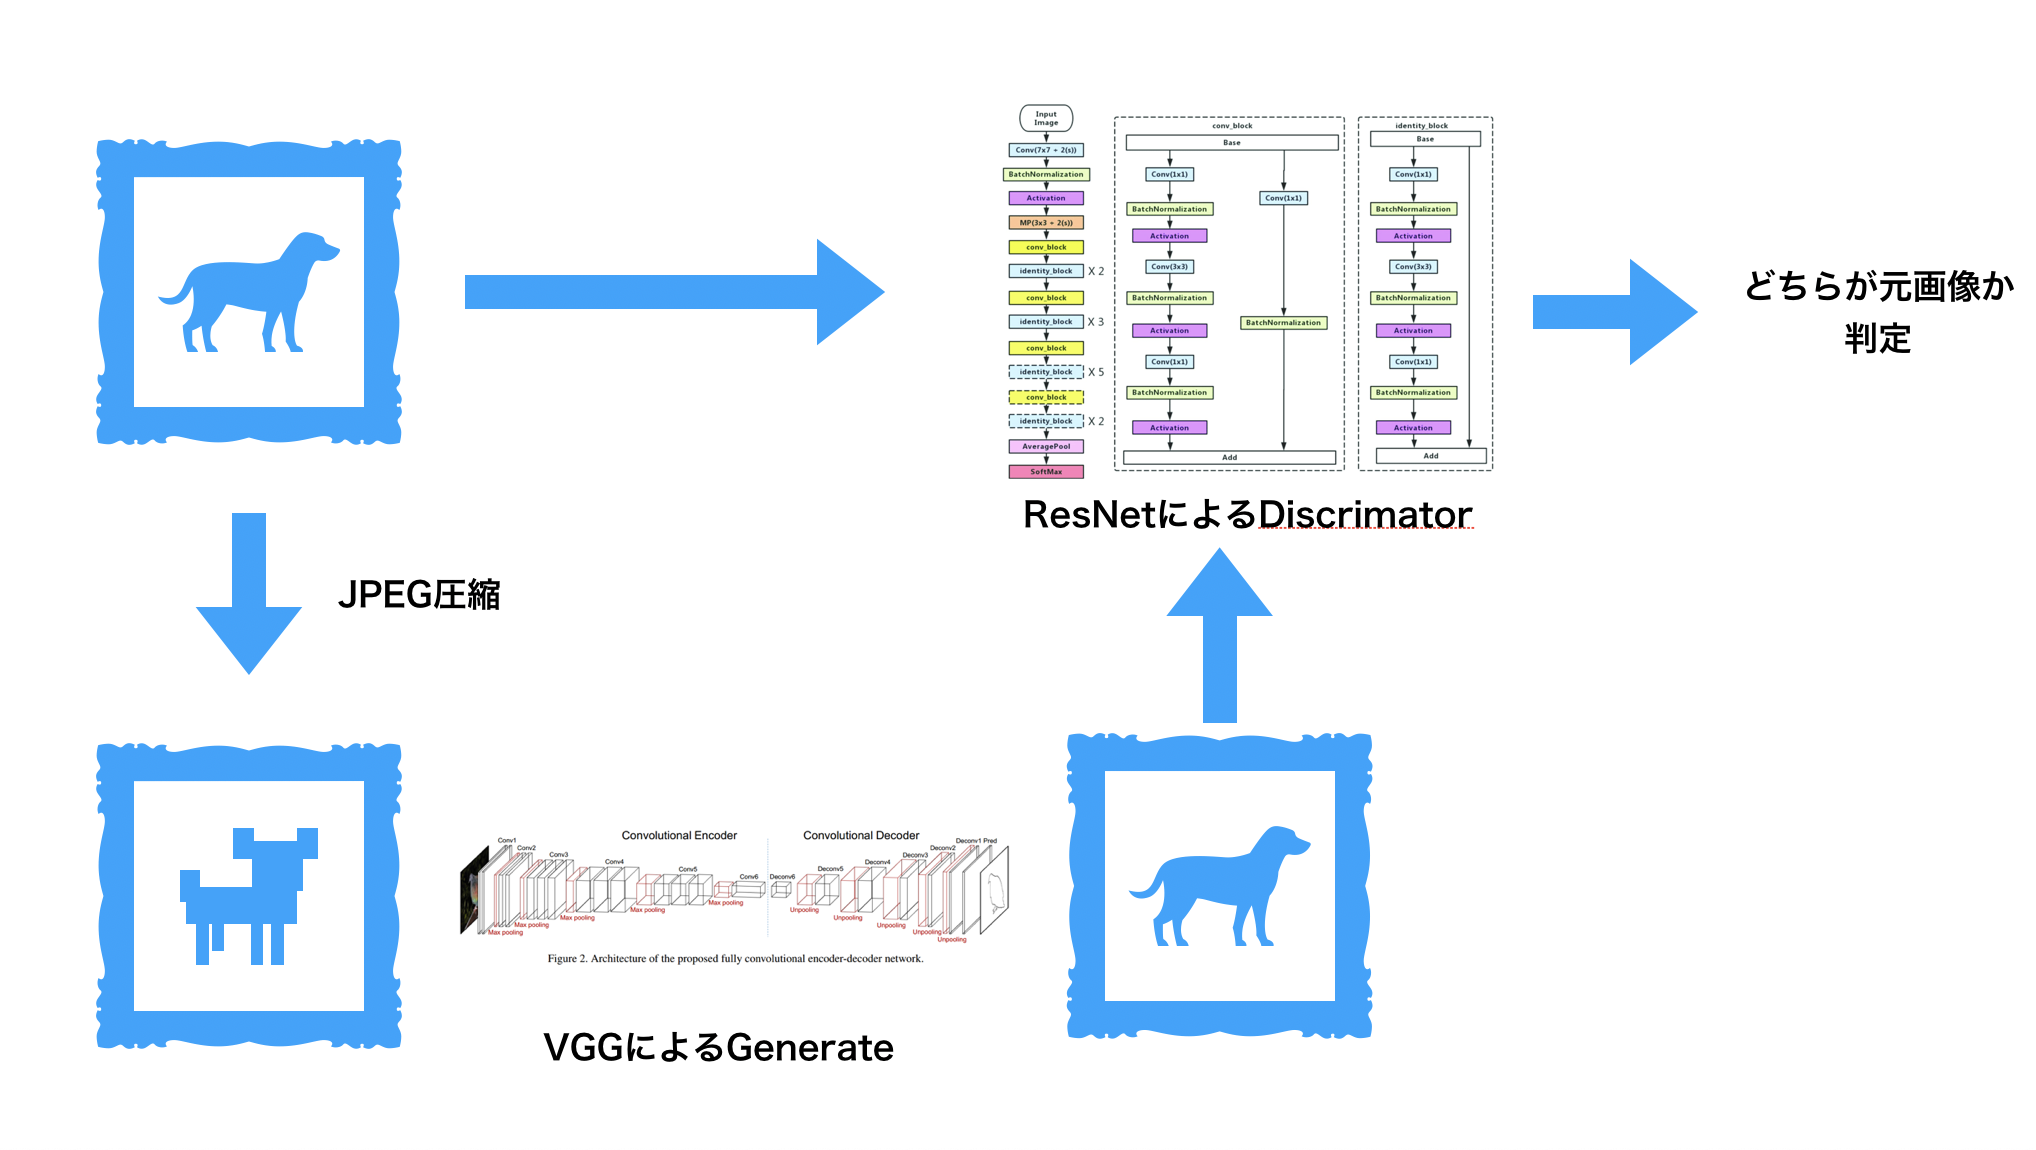 Input
Image
Conv(7x7 + 2(s))
BatchNormalization
Activation
MP(3x3 + 2(s))
conv_block
identity_block X 2
conv_block
identity_block X 3
conv_block
identity_block X 5
conv_block
identity_block X 2
AveragePool
SoftMax
conv_block
Base
Conv(1x1)
BatchNormalization
Activation
Conv(3x3)
BatchNormalization
Activation
Conv(1x1)
BatchNormalization
Activation
Conv(1x1)
BatchNormalization
Add
identity_block
Base
Conv(1x1)
BatchNormalization
Activation
Conv(3x3)
BatchNormalization
Activation
Conv(1x1)
BatchNormalization
Activation
Add
ResNetによるDiscrimator
どちらが元画像か
判定
JPEG圧縮
Convolutional Encoder
Convolutional Decoder
Conv1
Conv2
Conv3
Conv4
Conv5
Conv6
Deconv6
Deconv5
Deconv4
Deconv3
Deconv2
Deconv1 Pred
Max pooling
Max pooling
Max pooling
Max pooling
Max pooling
Unpooling
Unpooling
Unpooling
Unpooling
Unpooling
Figure 2. Architecture of the proposed fully convolutional encoder-decoder network.
VGGによるGenerate